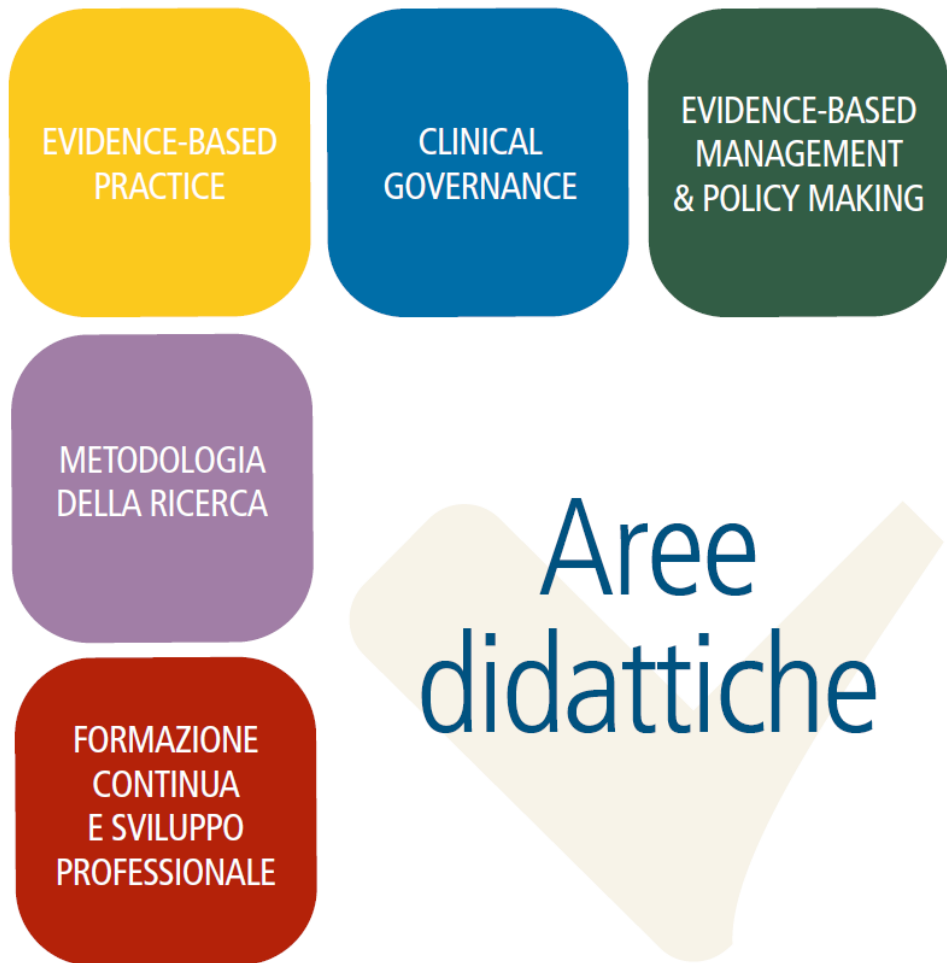 EVIDENCE-BASED
PRACTICE
CLINICAL
GOVERNANCE
EVIDENCE-BASED
MANAGEMENT
& POLICY MAKING
METODOLOGIA
DELLA RICERCA
Aree
didattiche
FORMAZIONE
CONTINUA
E SVILUPPO
PROFESSIONALE